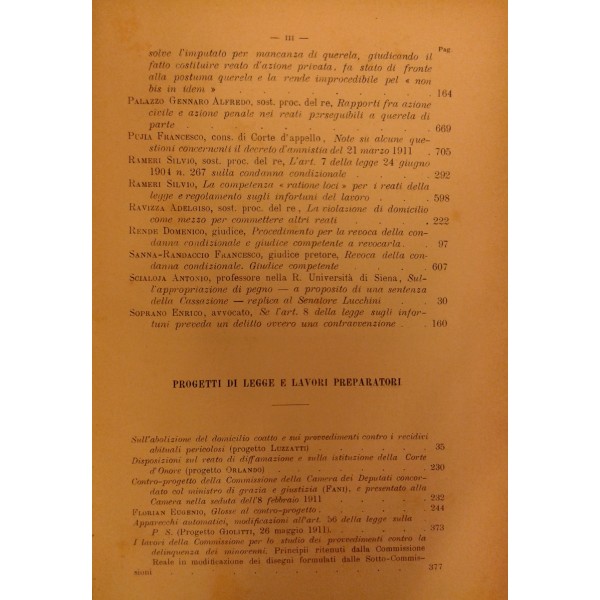 — III —
Pag.
solve l'imputato per mancanza di querela, giudicando il
fatto costituire reato d'azione privata, fa stato di fronte
alla postuma querela e la rende improcedibile pel « non
bis in idem » . . . . . . . . . . 164
PALAZZO GENNARO ALFREDO, sost. proc. del re, Rapporti fra azione
civile e azione penale nei reati perseguibili a querela di
parte . . . . . . . . . . 669
PUJIA FRANCESCO, cons. di Corte d'appello, Note su alcune que-
stioni concernenti il decreto d'amnistia del 21 marzo 1911 . 705
RAMERI SILVIO, sost. proc. del re, L'art. 7 della legge 24 giugno
1904 n. 267 sulla condanna condizionale . . . . 292
RAMERI SILVIO, La competenza « ratione loci » per i reati della
legge e regolamento sugli infortuni del lavoro . . . 598
RAVIZZA ADELGISO, sost. proc. del re, La violazione di domicilio
come mezzo per commettere altri reati . . . . 222
RENDE DOMENICO, giudice, Procedimento per la revoca della con-
danna condizionale e giudice competente a revocarla. . 97
SANNA-RANDACCIO FRANCESCO, giudice pretore, Revoca della con-
danna condizionale. Giudice competente . . . . 607
SCIALOJA ANTONIO, professore nella R. Università di Siena, Sul-
l'appropriazione di pegno — a proposito di una sentenza
della Cassazione — replica al Senatore Lucchini . . . 30
SOPRANO ENRICO, avvocato, Se l'art. 8 della legge sugli infor-
tuni preveda un delitto ovvero una contravvenzione . . 160
PROGETTI DI LEGGE E LAVORI PREPARATORI
Sull'abolizione del domicilio coatto e sui provvedimenti contro i recidivi
abituali pericolosi (progetto LUZZATTI) . . . . . 35
Disposizioni sul reato di diffamazione e sulla istituzione della Corte
d'Onore (progetto ORLANDO) . . . . . . . 230
Contro-progetto della Commissione della Camera dei Deputati concor-
dato col ministro di grazia e giustizia (FANI), e presentato alla
Camera nella seduta dell'8 febbraio 1911 . . . . . 232
FLORIAN EUGENIO, Glosse al contro-progetto . . . . . 244
Apparecchi automatici, modificazioni all'art. 56 della legge sulla
P. S. (Progetto GIOLITTI, 26 maggio 1911). . . . . 373
I lavori della Commissione per lo studio dei provvedimenti contro la
delinquenza dei minorenni. Principii ritenuti dalla Commissione
Reale in modificazione dei disegni formulati dalle Sotto-Commis-
sioni . . . . . . . . . . 377